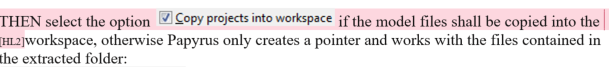 THEN select the option Copy projects into workspace if the model files shall be copied into the
[HL2]workspace, otherwise Papyrus only creates a pointer and works with the files contained in
the extracted folder: